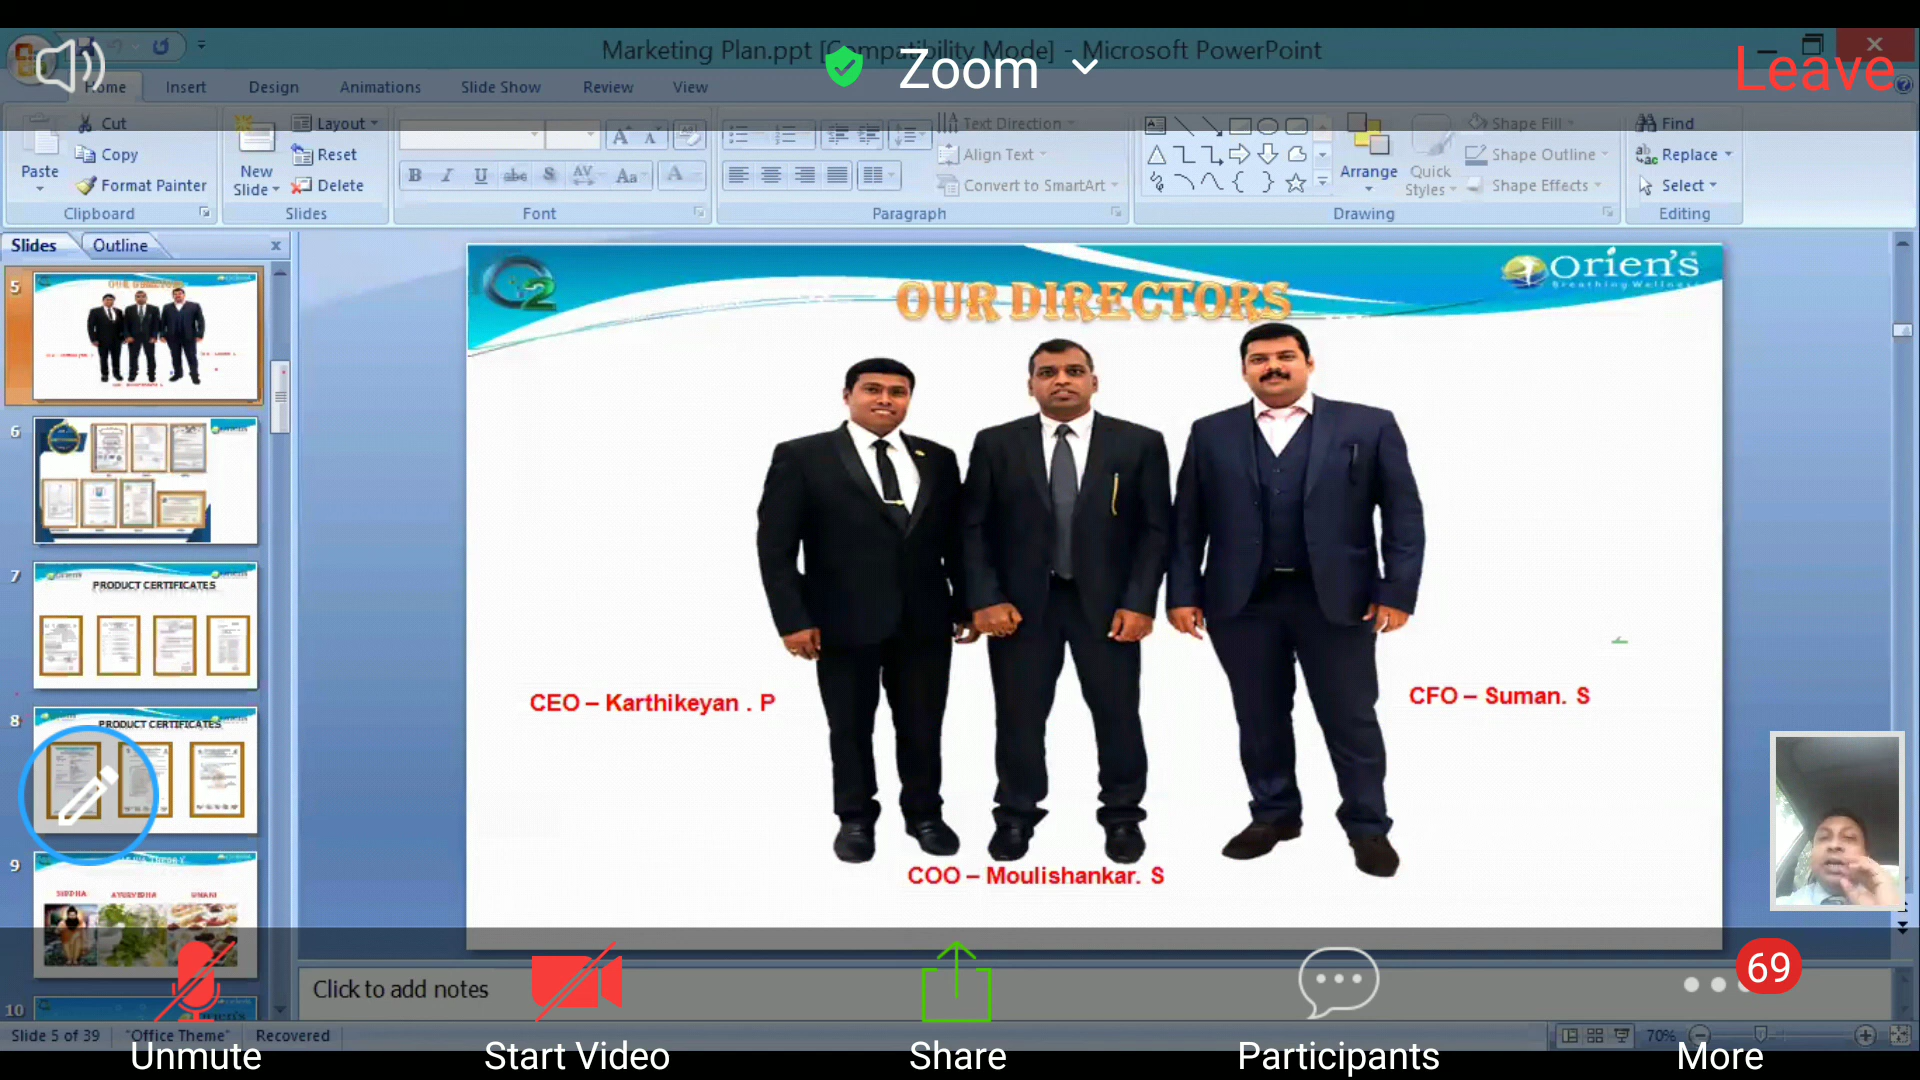 Marketing Plan.ppt [Compatibility Mode] - Microsoft PowerPoint
Zoom
Leave
Home Insert Design Animations Slide Show Review View
Cut
Copy
Format Painter
Paste
Clipboard
New Slide
Layout
Reset
Delete
Slides
Font
Text Direction
Align Text
Convert to SmartArt
Paragraph
Arrange
Quick Styles
Shape Fill
Shape Outline
Shape Effects
Drawing
Find
Replace
Select
Editing
Slides Outline
5
OUR DIRECTORS
6
7
PRODUCT CERTIFICATES
8
PRODUCT CERTIFICATES
9
SIDDHA AYURVEDHA UNANI
10
O2
OUR DIRECTORS
Orien's
Breathing Wellness
CEO – Karthikeyan . P
CFO – Suman. S
COO – Moulishankar. S
Click to add notes
Slide 5 of 39 "Office Theme" Recovered
70%
69
Unmute Start Video Share Participants More